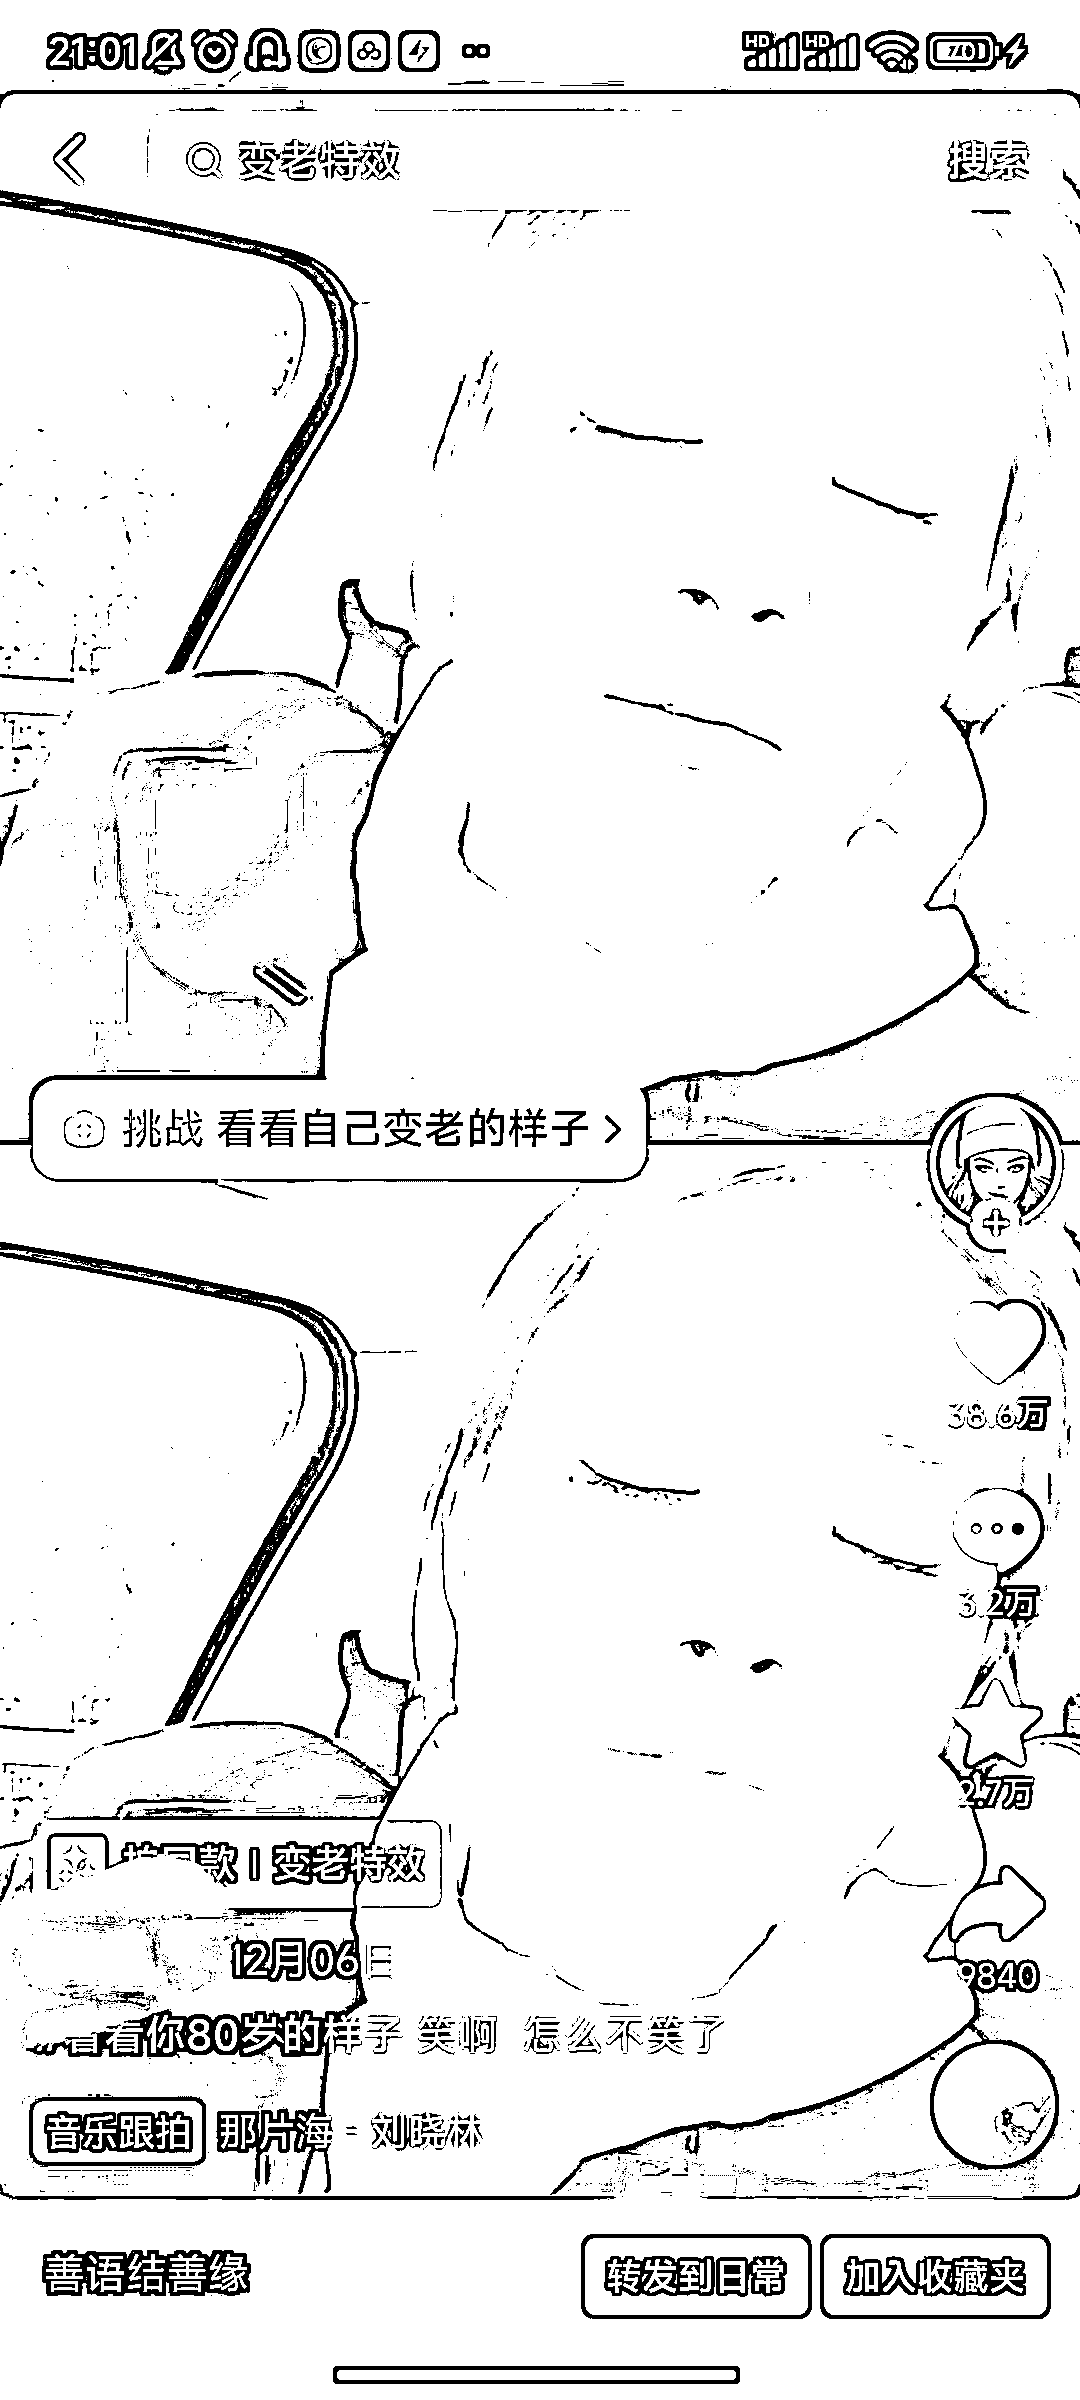 21:01
变老特效 搜索
挑战 看看自己变老的样子
38.6万
3.2万
2.7万
拍同款 | 变老特效
12月06日
9840
#看看你80岁的样子 笑啊 怎么不笑了
音乐跟拍 那片海 - 刘晓林
善语结善缘 转发到日常 加入收藏夹